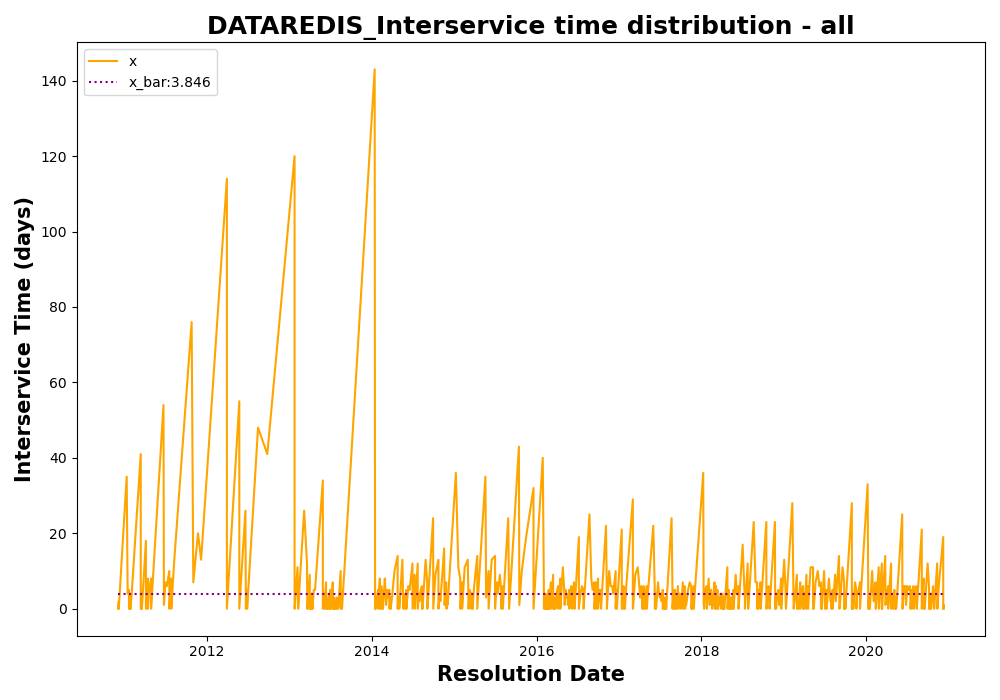 DATAREDIS_Interservice time distribution - all
x
x_bar:3.846
Interservice Time (days)
140
120
100
80
60
40
20
0
2012
2014
2016
2018
2020
Resolution Date